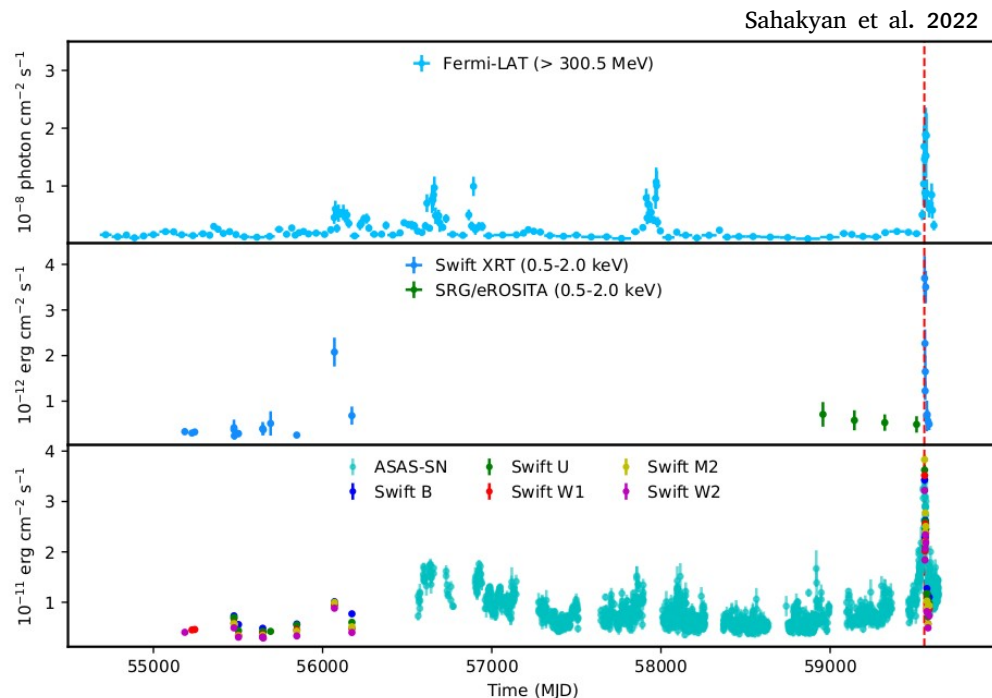 Sahakyan et al. 2022
Fermi-LAT (> 300.5 MeV)
3
2
1
10⁻⁸ photon cm⁻² s⁻¹
Swift XRT (0.5-2.0 keV)
SRG/eROSITA (0.5-2.0 keV)
4
3
2
1
10⁻¹² erg cm⁻² s⁻¹
ASAS-SN Swift U Swift M2
Swift B Swift W1 Swift W2
4
3
2
1
10⁻¹¹ erg cm⁻² s⁻¹
55000 56000 57000 58000 59000
Time (MJD)